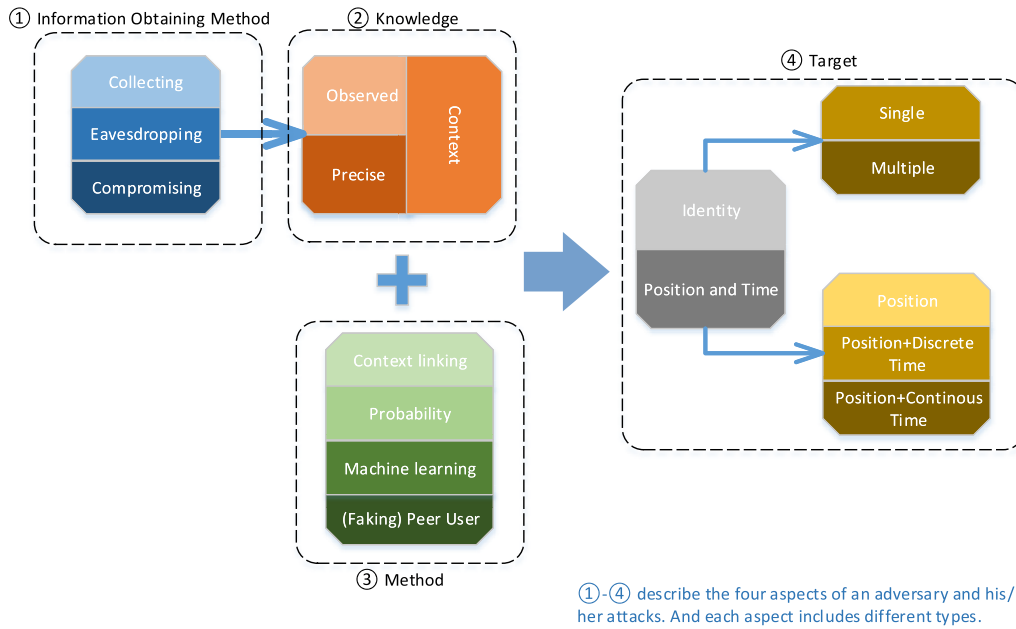 ① Information Obtaining Method
Collecting
Eavesdropping
Compromising
② Knowledge
Observed
Precise
Context
③ Method
Context linking
Probability
Machine learning
(Faking) Peer User
④ Target
Identity
Position and Time
Single
Multiple
Position
Position+Discrete
Time
Position+Continous
Time
①-④ describe the four aspects of an adversary and his/
her attacks. And each aspect includes different types.